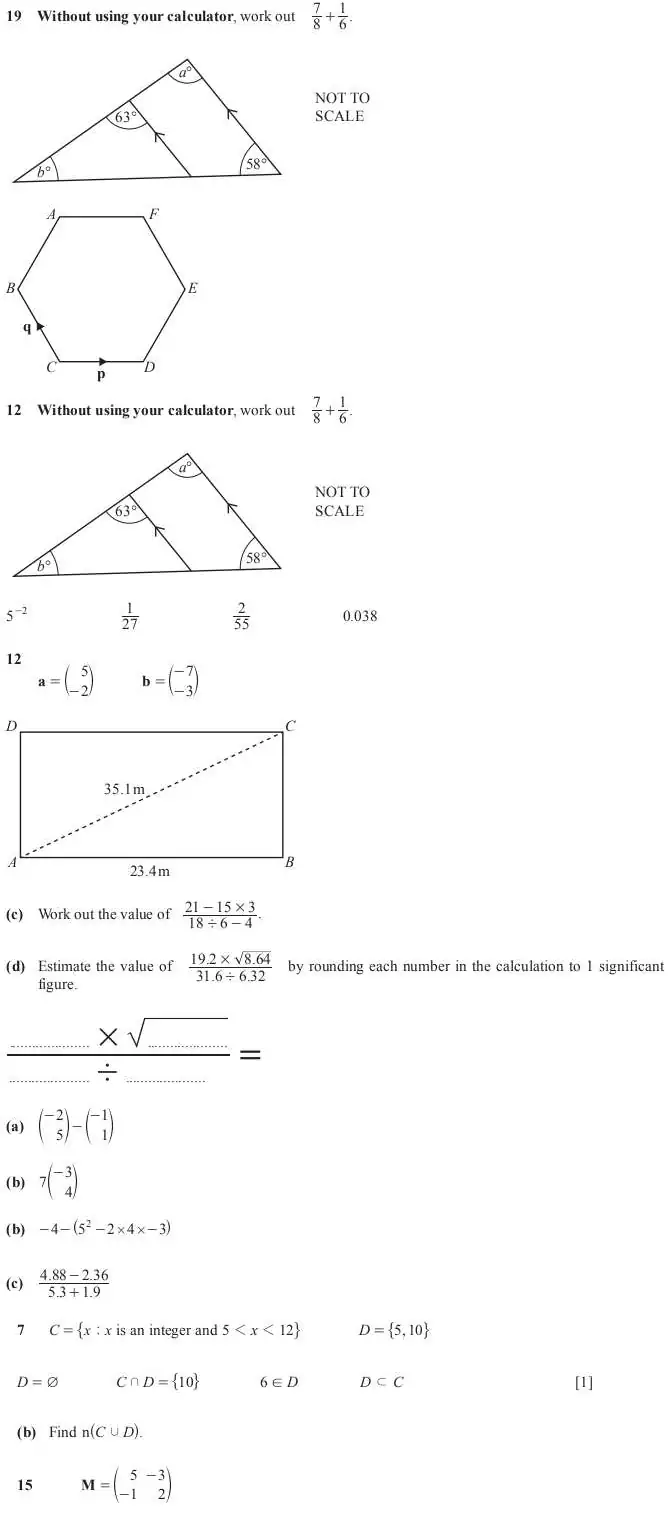 19 Without using your calculator, work out 7/8 + 1/6.
a°
NOT TO
SCALE
63°
b°
58°
A F
B E
q
C D
p
12 Without using your calculator, work out 7/8 + 1/6.
a°
NOT TO
SCALE
63°
b°
58°
5⁻² 1/27 2/55 0.038
12
a = (5 −2) b = (−7 −3)
D C
35.1 m
A B
23.4 m
(c) Work out the value of (21 − 15 × 3)/(18 ÷ 6 − 4).
(d) Estimate the value of (19.2 × √8.64)/(31.6 ÷ 6.32) by rounding each number in the calculation to 1 significant
figure.
.................... × √....................
.................... ÷ .................... =
(a) (−2 5) − (−1 1)
(b) 7(−3 4)
(b) −4 − (5² − 2 × 4 × −3)
(c) (4.88 − 2.36)/(5.3 + 1.9)
7 C = {x : x is an integer and 5 < x < 12} D = {5, 10}
D = ∅ C ∩ D = {10} 6 ∈ D D ⊂ C [1]
(b) Find n(C ∪ D).
15 M = (5 −3 −1 2)